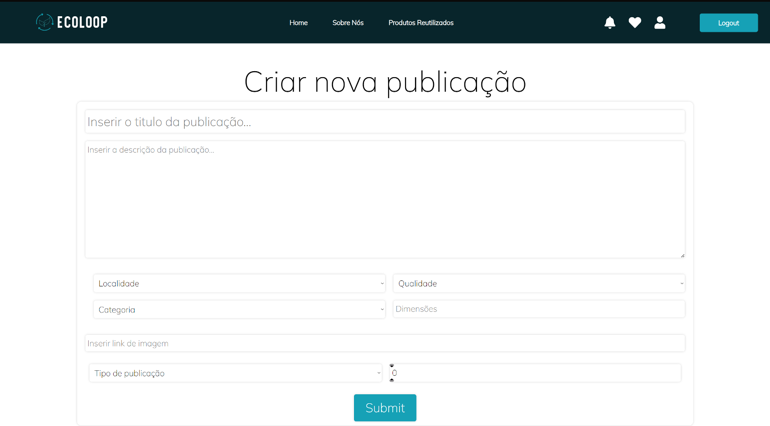 ECOLOOP
Home
Sobre Nós
Produtos Reutilizados
Logout
Criar nova publicação
Inserir o titulo da publicação...
Inserir a descrição da publicação...
Localidade
Qualidade
Categoria
Dimensões
Inserir link de imagem
Tipo de publicação
0
Submit